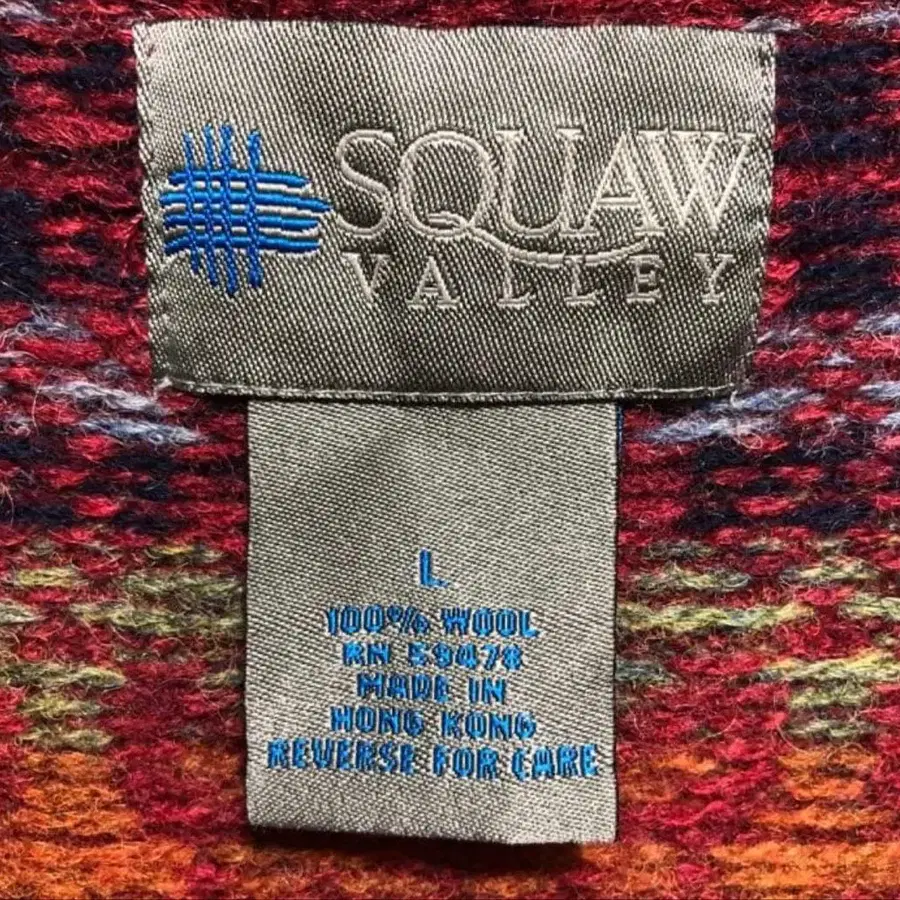 SQUAW
VALLEY
L
100% WOOL
RN 59478
MADE IN
HONG KONG
REVERSE FOR CARE